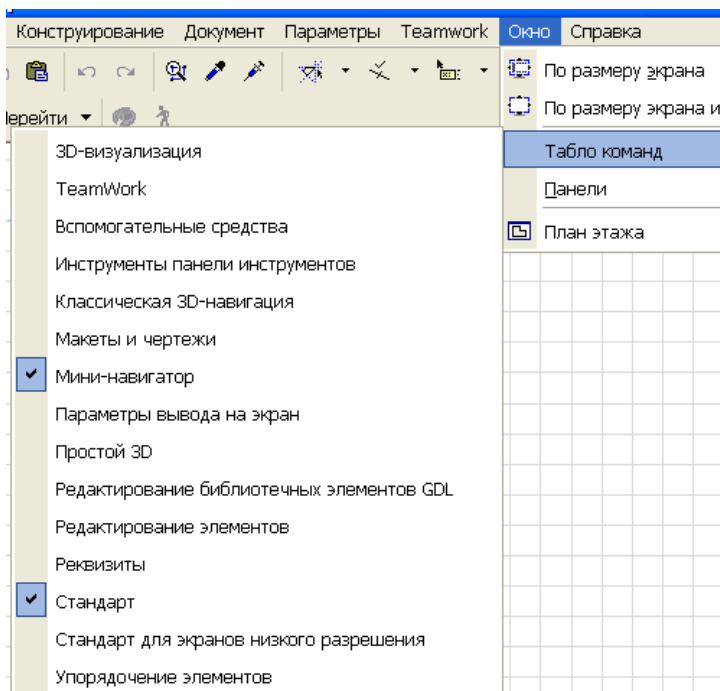 Конструирование Документ Параметры Teamwork Окно Справка
По размеру экрана
По размеру экрана и
Табло команд
Панели
План этажа
3D-визуализация
TeamWork
Вспомогательные средства
Инструменты панели инструментов
Классическая 3D-навигация
Макеты и чертежи
Мини-навигатор
Параметры вывода на экран
Простой 3D
Редактирование библиотечных элементов GDL
Редактирование элементов
Реквизиты
Стандарт
Стандарт для экранов низкого разрешения
Упорядочение элементов